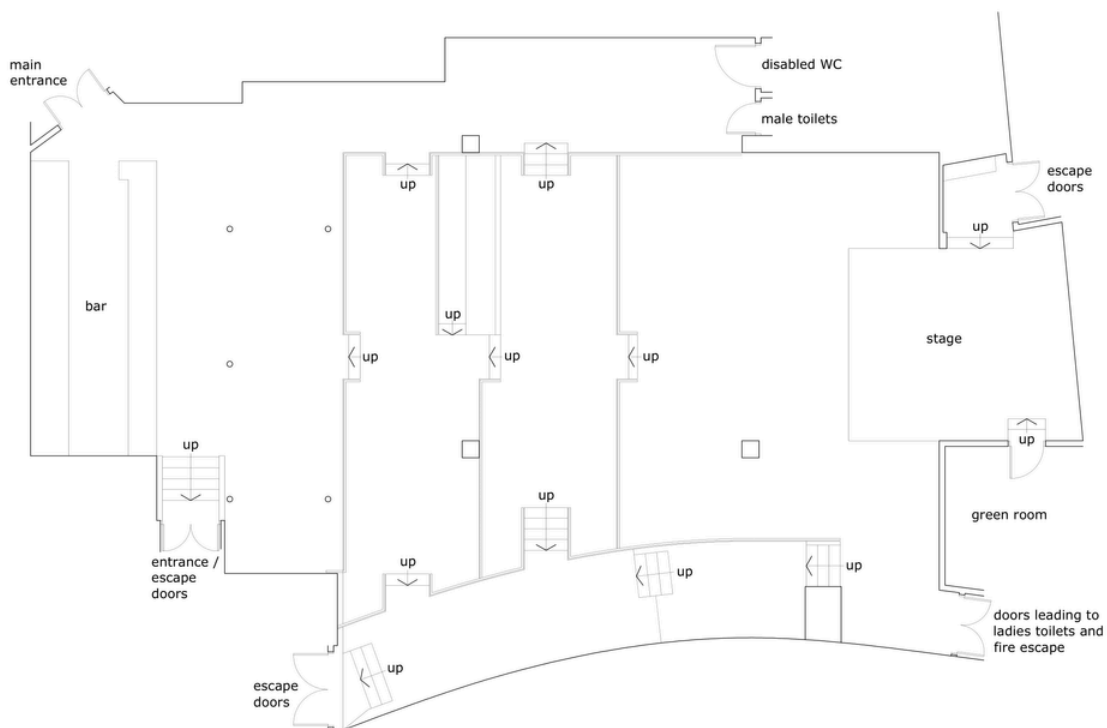 main
entrance
disabled WC
male toilets
escape
doors
up
up
up
up
bar
up
stage
up
up
up
up
up
up
green room
entrance /
escape
doors
up
up
up
doors leading to
ladies toilets and
fire escape
up
escape
doors